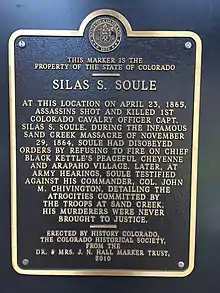 THIS MARKER IS THE
PROPERTY OF THE STATE OF COLORADO
SILAS S. SOULE
AT THIS LOCATION ON APRIL 23, 1865,
ASSASSINS SHOT AND KILLED 1ST
COLORADO CAVALRY OFFICER CAPT.
SILAS S. SOULE. DURING THE INFAMOUS
SAND CREEK MASSACRE OF NOVEMBER
29, 1864, SOULE HAD DISOBEYED
ORDERS BY REFUSING TO FIRE ON CHIEF
BLACK KETTLE'S PEACEFUL CHEYENNE
AND ARAPAHO VILLAGE. LATER, AT
ARMY HEARINGS, SOULE TESTIFIED
AGAINST HIS COMMANDER, COL. JOHN
M. CHIVINGTON, DETAILING THE
ATROCITIES COMMITTED BY
THE TROOPS AT SAND CREEK.
HIS MURDERERS WERE NEVER
BROUGHT TO JUSTICE.
ERECTED BY HISTORY COLORADO,
THE COLORADO HISTORICAL SOCIETY,
FROM THE
DR. & MRS. J. N. HALL MARKER TRUST,
2010